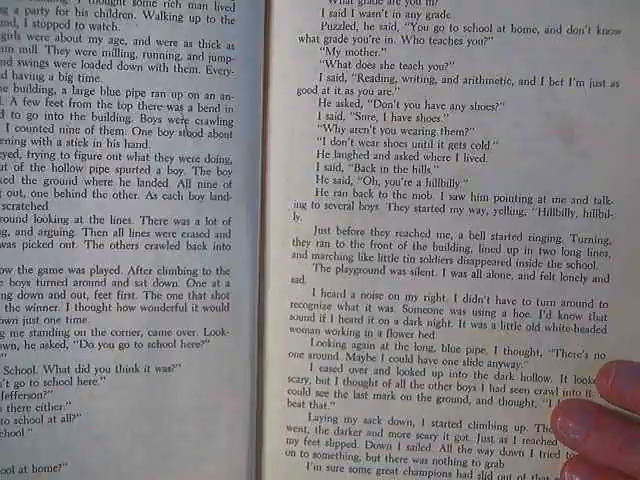 thought some rich man lived
g a party for his children. Walking up to the
nd, I stopped to watch.
girls were about my age, and were as thick as
um mill. They were milling, running, and jump-
nd swings were loaded down with them. Every-
d having a big time.
e building, a large blue pipe ran up on an an-
l. A few feet from the top there was a bend in
d to go into the building. Boys were crawling
I counted nine of them. One boy stood about
ening with a stick in his hand.
eyed, trying to figure out what they were doing,
ut of the hollow pipe spurted a boy. The boy
ked the ground where he landed. All nine of
g out, one behind the other. As each boy land-
scratched
round looking at the lines. There was a lot of
g, and arguing. Then all lines were erased and
was picked out. The others crawled back into
ow the game was played. After climbing to the
e boys turned around and sat down. One at a
ng down and out, feet first. The one that shot
the winner. I thought how wonderful it would
own just one time.
g me standing on the corner, came over. Look-
wn, he asked, "Do you go to school here?"
"
School. What did you think it was?"
n't go to school here."
Jefferson?"
there either."
to school at all?"
chool"
ool at home?"
"What grade are you in?"
I said I wasn't in any grade.
Puzzled, he said, "You go to school at home, and don't know
what grade you're in. Who teaches you?"
"My mother."
"What does she teach you?"
I said, "Reading, writing, and arithmetic, and I bet I'm just as
good at it as you are."
He asked, "Don't you have any shoes?"
I said, "Sure, I have shoes."
"Why aren't you wearing them?"
"I don't wear shoes until it gets cold."
He laughed and asked where I lived.
I said, "Back in the hills."
He said, "Oh, you're a hillbilly."
He ran back to the mob. I saw him pointing at me and talk-
ing to several boys. They started my way, yelling, "Hillbilly, hillbil-
ly.
Just before they reached me, a bell started ringing. Turning,
they ran to the front of the building, lined up in two long lines,
and marching like little tin soldiers disappeared inside the school.
The playground was silent. I was all alone, and felt lonely and
sad.
I heard a noise on my right. I didn't have to turn around to
recognize what it was. Someone was using a hoe. I'd know that
sound if I heard it on a dark night. It was a little old white-headed
woman working in a flower bed
Looking again at the long, blue pipe, I thought, "There's no
one around. Maybe I could have one slide anyway."
I eased over and looked up into the dark hollow. It look
scary, but I thought of all the other boys I had seen crawl into it.
could see the last mark on the ground, and thought, "I
beat that."
Laying my sack down, I started climbing up. The
went, the darker and more scary it got. Just as I reached
my feet slipped. Down I sailed. All the way down I tried to
on to something, but there was nothing to grab
I'm sure some great champions had slid out of that